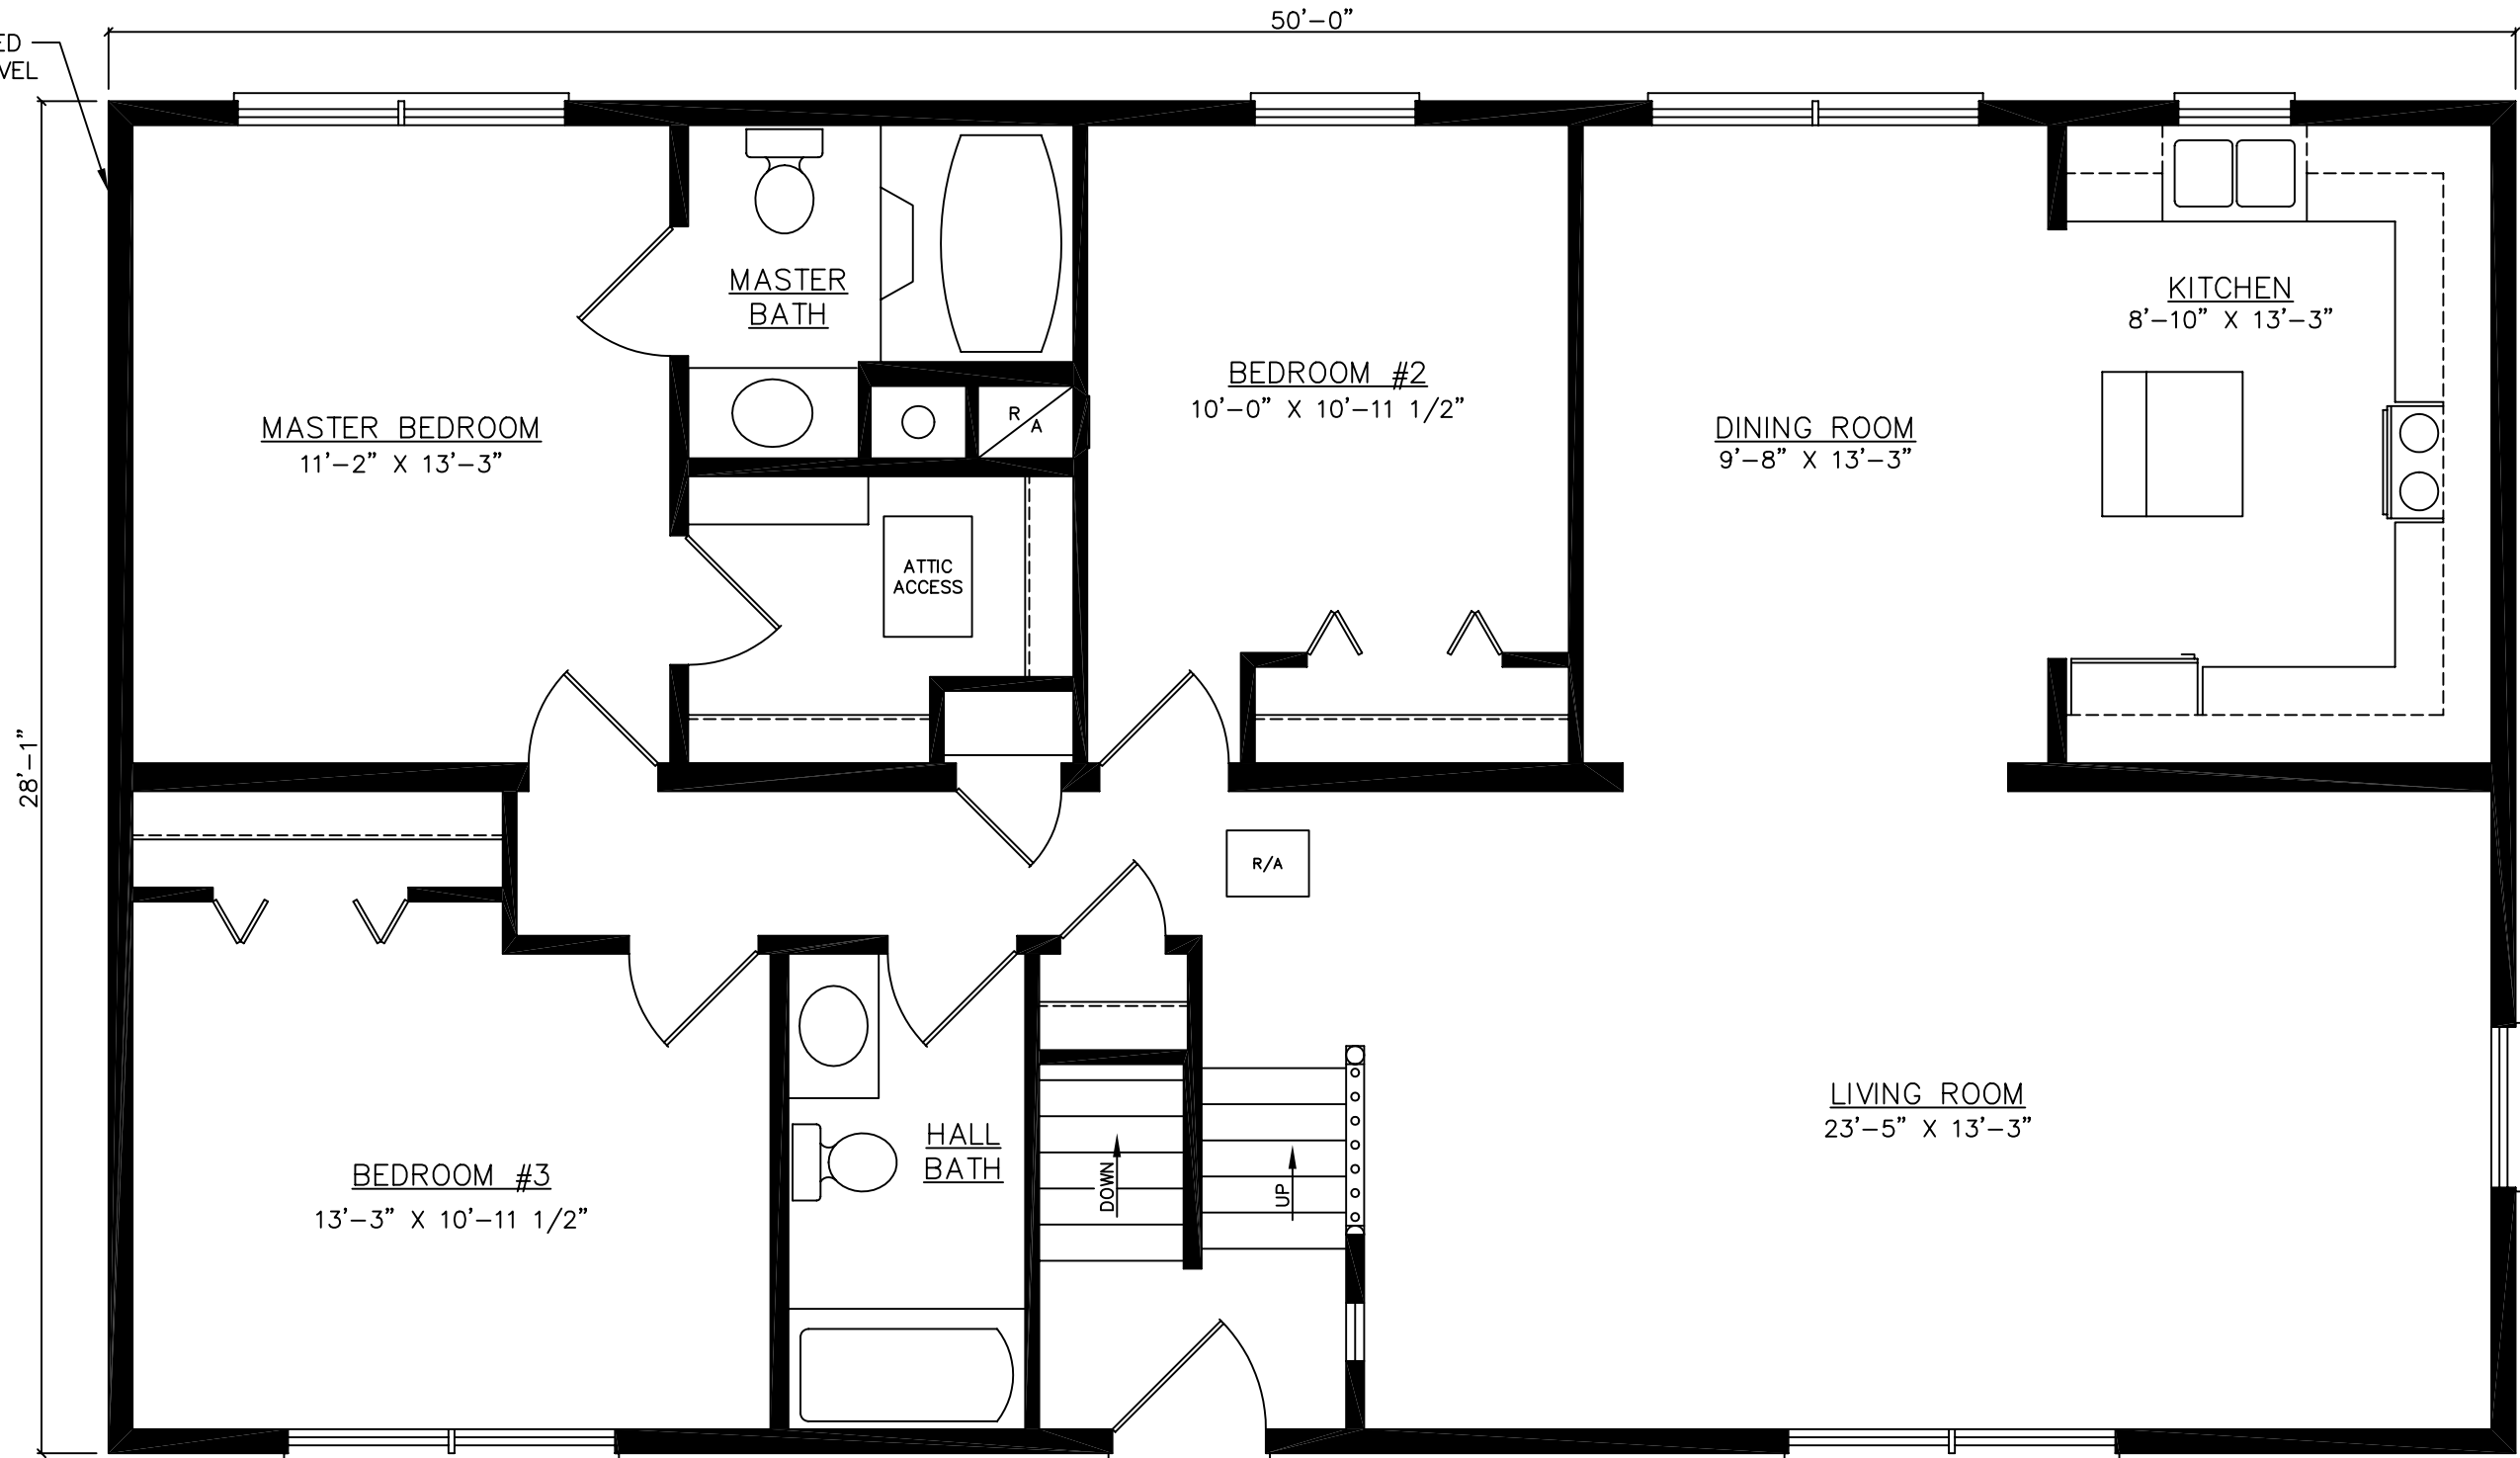 50'-0"
ED
VEL
28'-1"
MASTER
BATH
KITCHEN
8'-10" X 13'-3"
BEDROOM #2
10'-0" X 10'-11 1/2"
R
A
MASTER BEDROOM
11'-2" X 13'-3"
DINING ROOM
9'-8" X 13'-3"
ATTIC
ACCESS
R/A
LIVING ROOM
23'-5" X 13'-3"
HALL
BATH
DOWN
UP
BEDROOM #3
13'-3" X 10'-11 1/2"